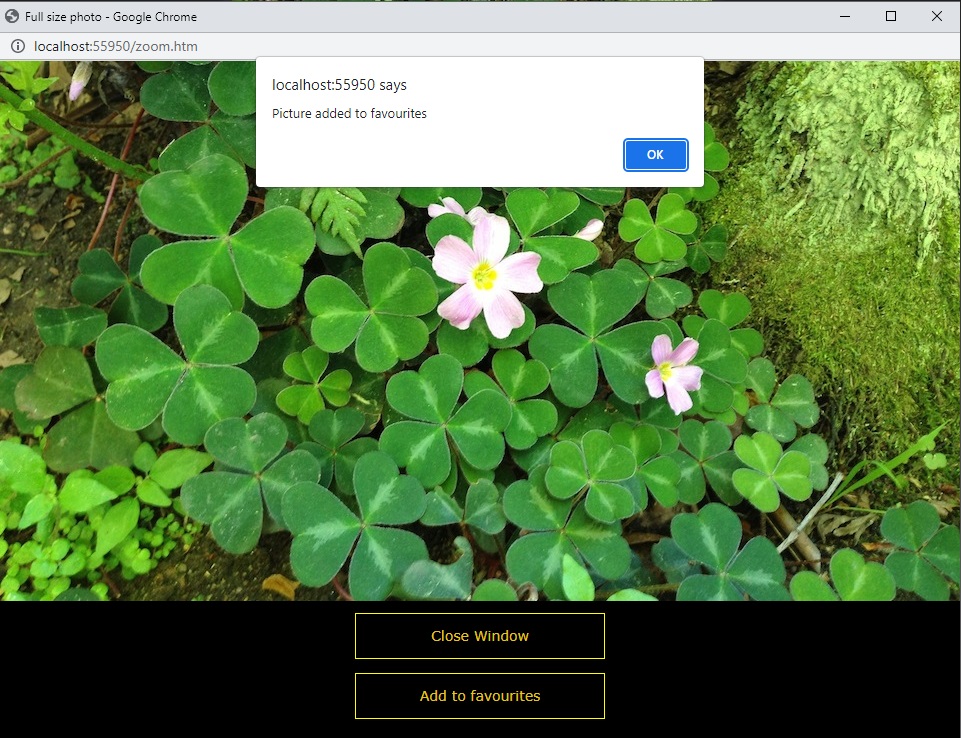 Full size photo - Google Chrome
localhost:55950/zoom.htm
localhost:55950 says
Picture added to favourites
OK
Close Window
Add to favourites